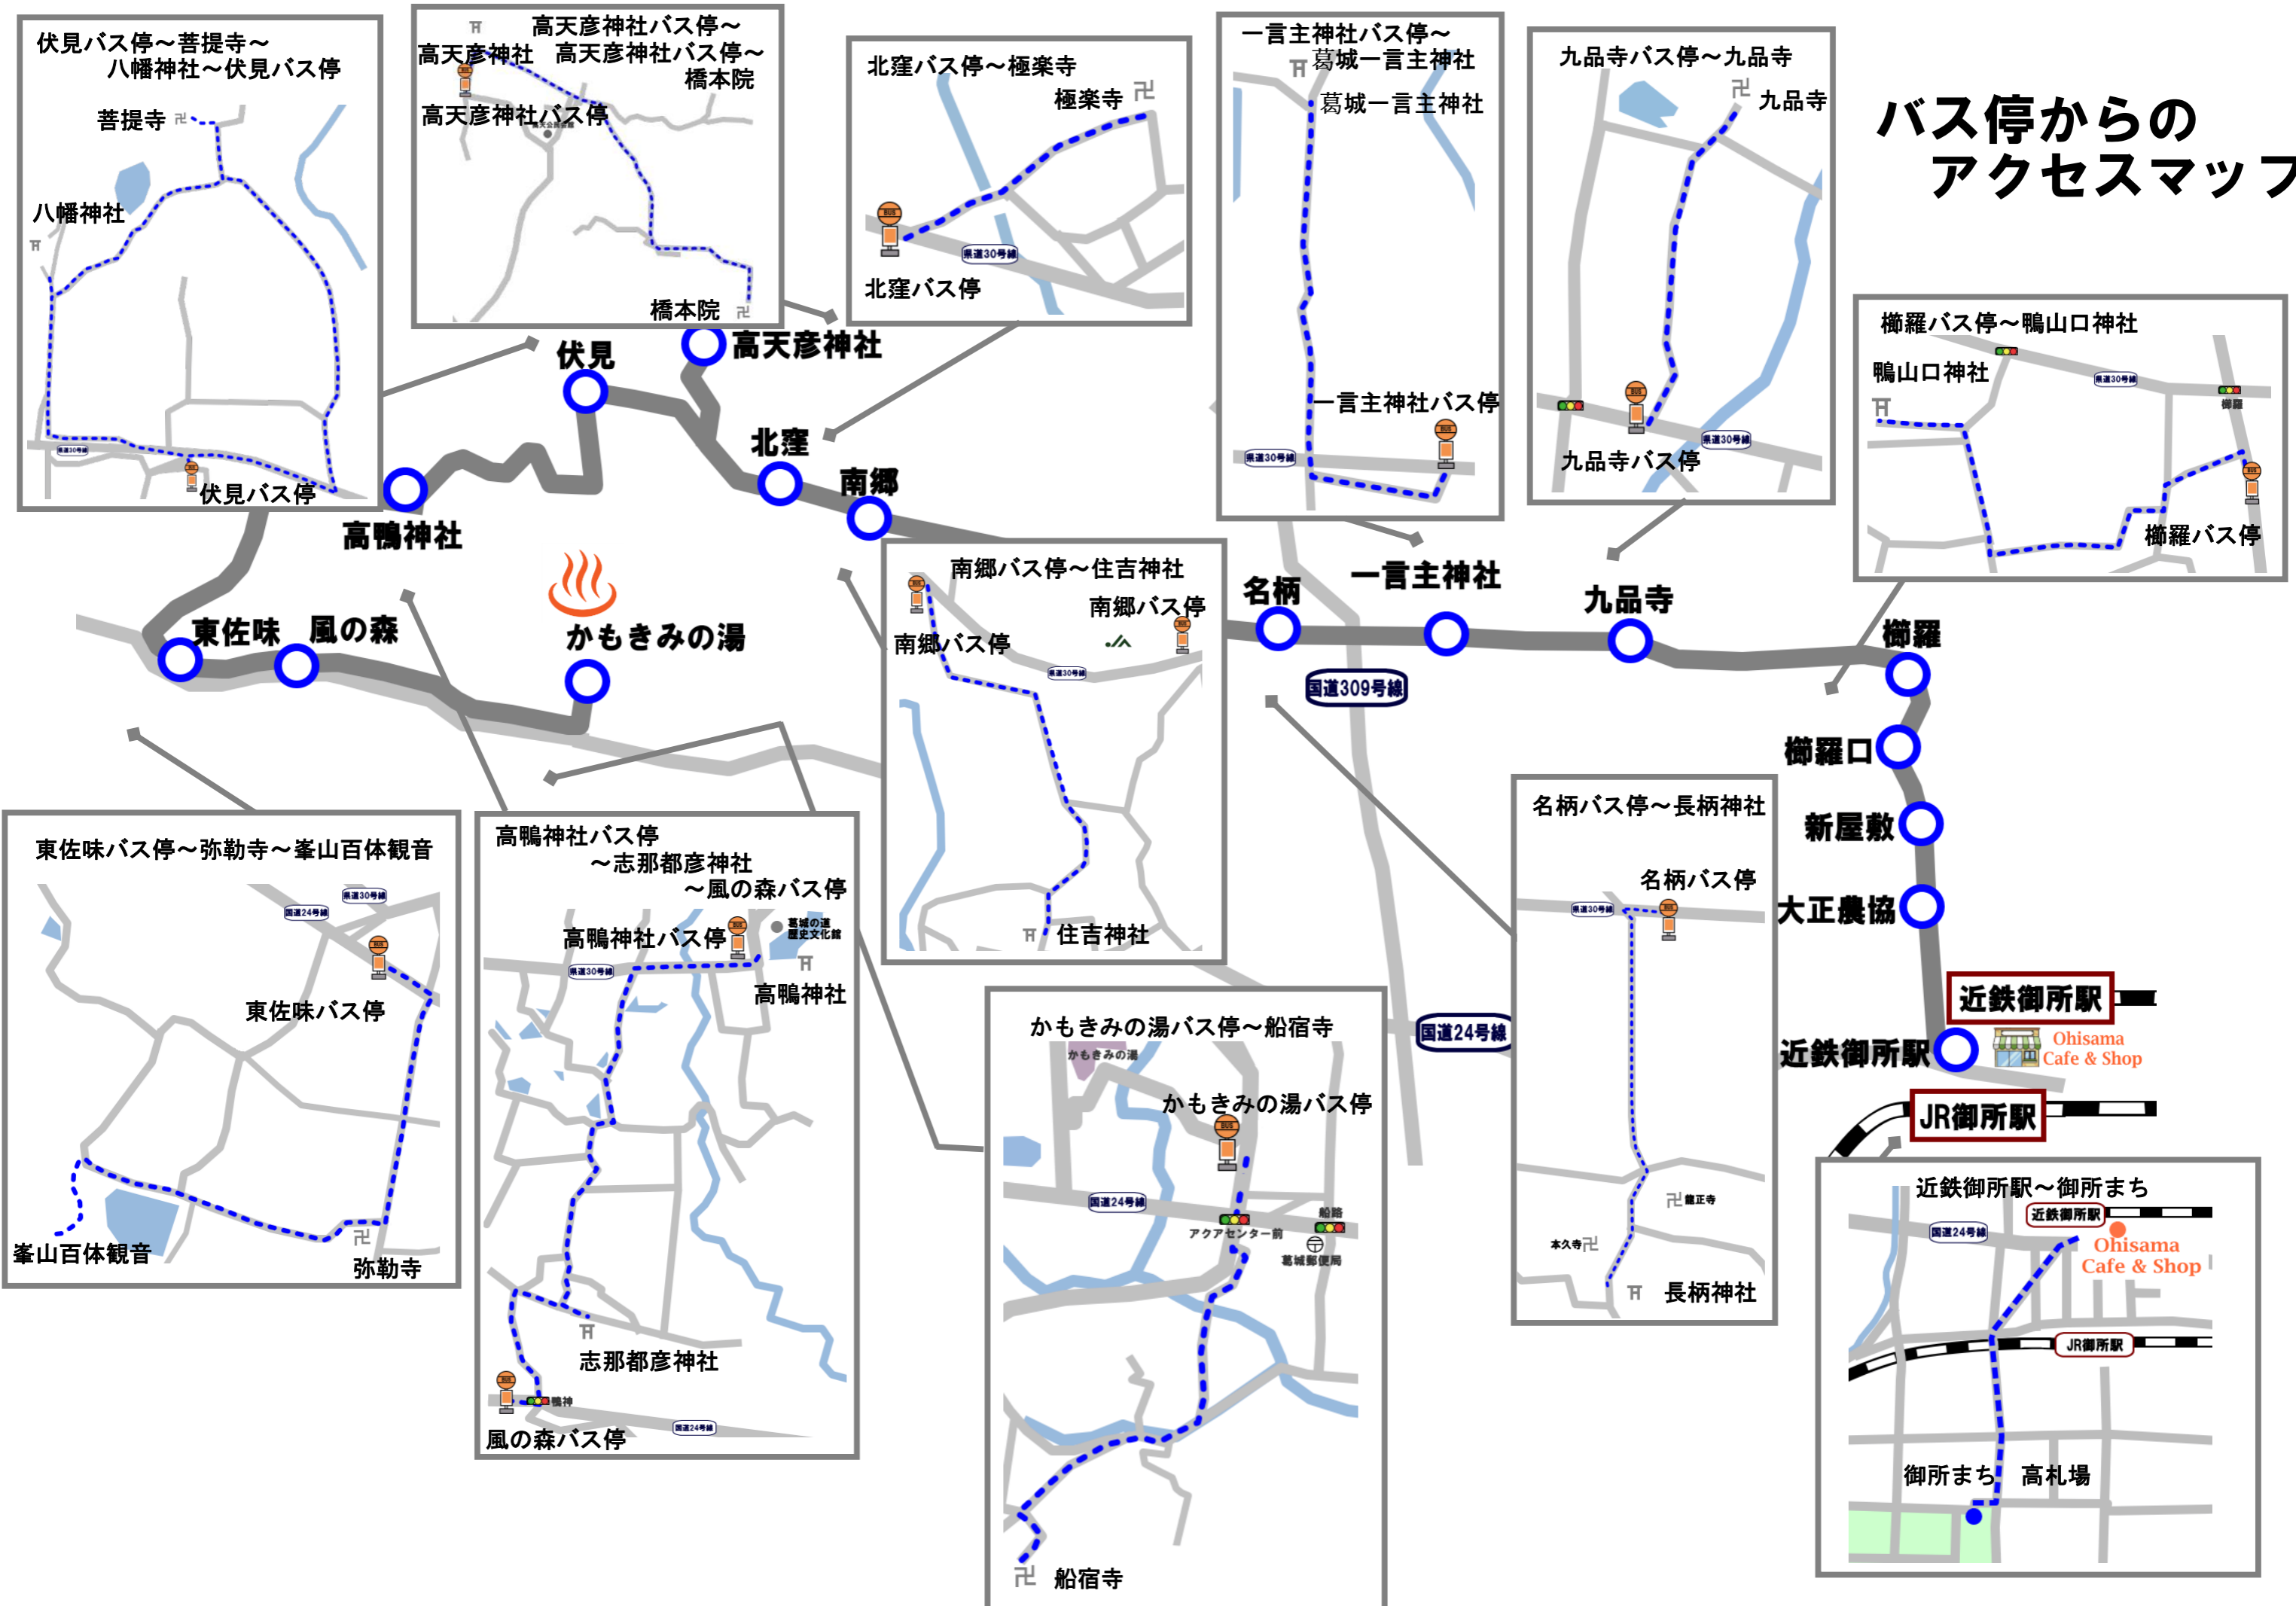 バス停からの
アクセスマップ
伏見バス停～菩提寺～
八幡神社～伏見バス停
菩提寺
八幡神社
県道30号線
伏見バス停
高天彦神社バス停～
高天彦神社
高天彦神社バス停～
橋本院
高天彦神社バス停
橋本院
北窪バス停～極楽寺
極楽寺
県道30号線
北窪バス停
一言主神社バス停～
葛城一言主神社
葛城一言主神社
一言主神社バス停
県道30号線
九品寺バス停～九品寺
九品寺
県道30号線
九品寺バス停
櫛羅バス停～鴨山口神社
鴨山口神社
県道30号線
櫛羅
櫛羅バス停
伏見
高天彦神社
北窪
南郷
高鴨神社
東佐味
風の森
かもきみの湯
名柄
一言主神社
九品寺
櫛羅
国道309号線
櫛羅口
新屋敷
大正農協
近鉄御所駅
近鉄御所駅
Ohisama
Cafe & Shop
JR御所駅
国道24号線
南郷バス停～住吉神社
南郷バス停
南郷バス停
県道30号線
住吉神社
名柄バス停～長柄神社
名柄バス停
県道30号線
龍正寺
本久寺
長柄神社
東佐味バス停～弥勒寺～峯山百体観音
県道30号線
国道24号線
東佐味バス停
峯山百体観音
弥勒寺
高鴨神社バス停
～志那都彦神社
～風の森バス停
葛城の道
歴史文化館
高鴨神社バス停
県道30号線
高鴨神社
志那都彦神社
鴨神
国道24号線
風の森バス停
かもきみの湯バス停～船宿寺
かもきみの湯
かもきみの湯バス停
国道24号線
船路
アクアセンター前
葛城郵便局
船宿寺
近鉄御所駅～御所まち
近鉄御所駅
国道24号線
Ohisama
Cafe & Shop
JR御所駅
御所まち
高札場